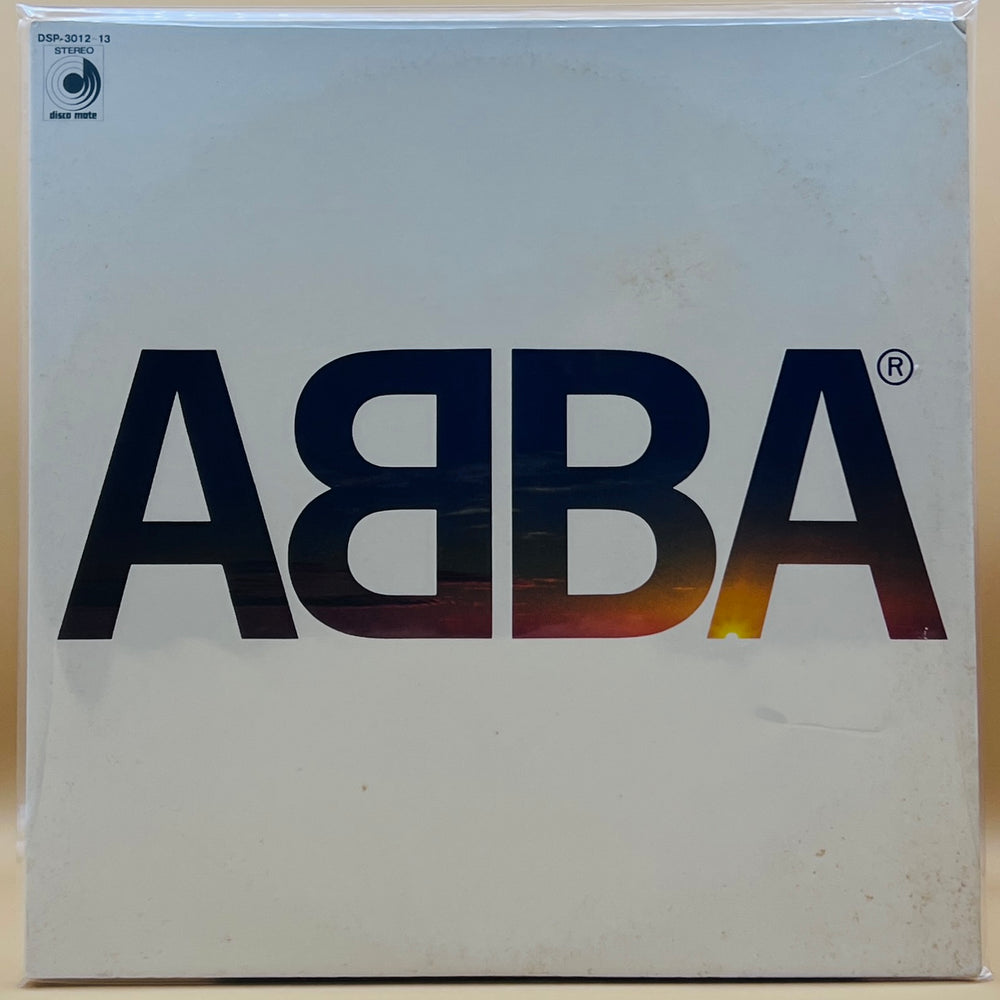 DSP-3012~13
STEREO
disco mate
ABBA®